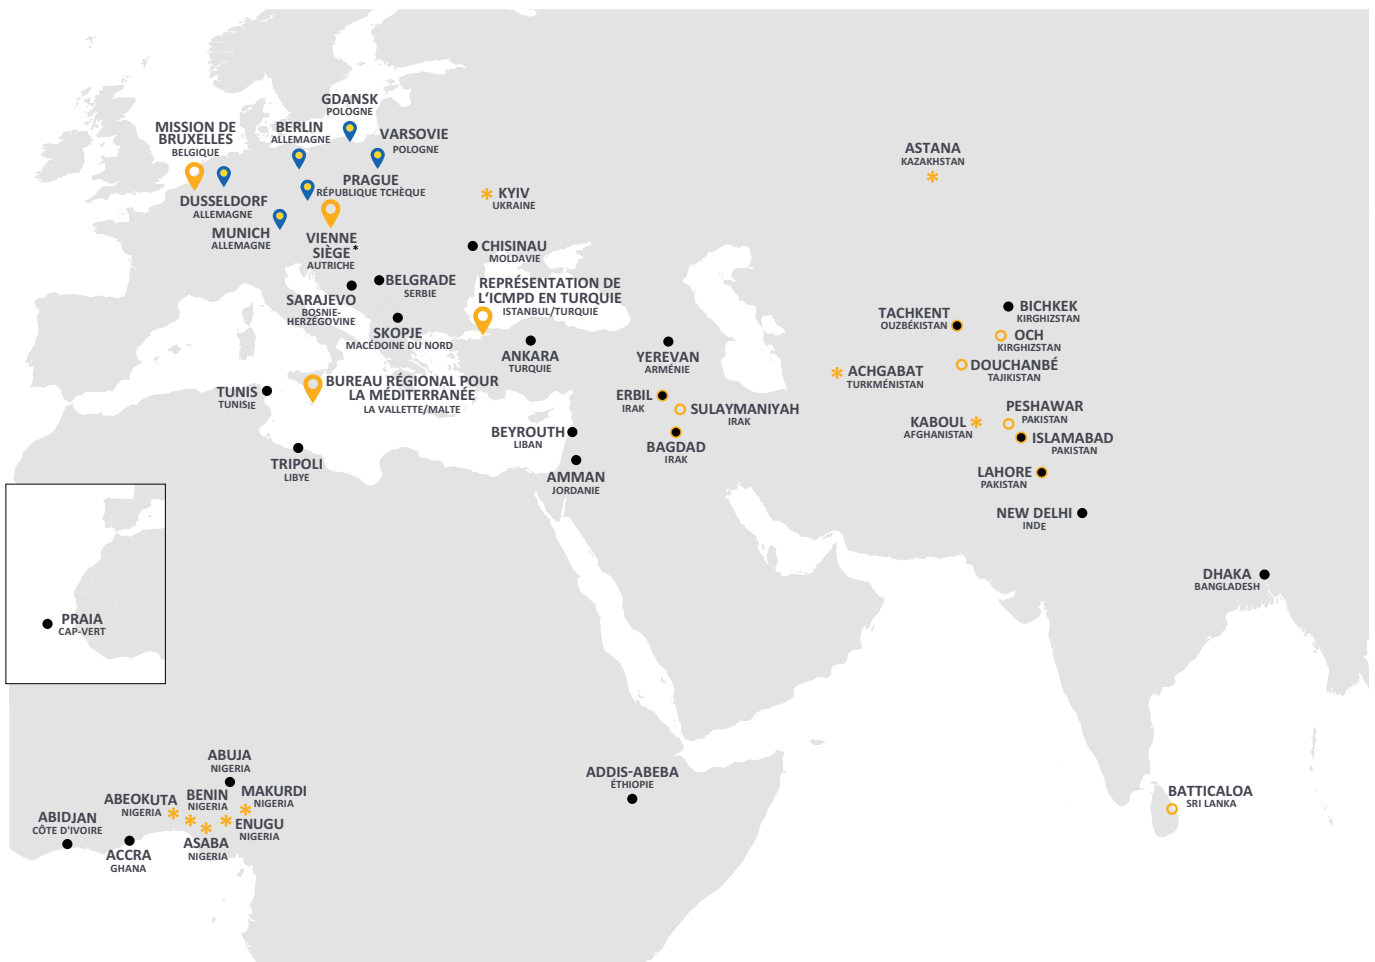 GDANSK
POLOGNE
MISSION DE
BRUXELLES
BELGIQUE
BERLIN
ALLEMAGNE
VARSOVIE
POLOGNE
PRAGUE
RÉPUBLIQUE TCHÈQUE
DUSSELDORF
ALLEMAGNE
MUNICH
ALLEMAGNE
VIENNE
SIÈGE*
AUTRICHE
KYIV
UKRAINE
CHISINAU
MOLDAVIE
ASTANA
KAZAKHSTAN
BELGRADE
SERBIE
SARAJEVO
BOSNIE-
HERZÉGOVINE
REPRÉSENTATION DE
L'ICMPD EN TURQUIE
ISTANBUL/TURQUIE
SKOPJE
MACÉDOINE DU NORD
ANKARA
TURQUIE
YEREVAN
ARMÉNIE
TACHKENT
OUZBÉKISTAN
BICHKEK
KIRGHIZSTAN
OCH
KIRGHIZSTAN
DOUCHANBÉ
TAJIKISTAN
ACHGABAT
TURKMÉNISTAN
TUNIS
TUNISIE
BUREAU RÉGIONAL POUR
LA MÉDITERRANÉE
LA VALLETTE/MALTE
ERBIL
IRAK
SULAYMANIYAH
IRAK
BAGDAD
IRAK
KABOUL
AFGHANISTAN
PESHAWAR
PAKISTAN
ISLAMABAD
PAKISTAN
BEYROUTH
LIBAN
TRIPOLI
LIBYE
AMMAN
JORDANIE
LAHORE
PAKISTAN
NEW DELHI
INDE
DHAKA
BANGLADESH
PRAIA
CAP-VERT
ABUJA
NIGERIA
ADDIS-ABEBA
ÉTHIOPIE
ABEOKUTA
NIGERIA
BENIN
NIGERIA
MAKURDI
NIGERIA
ABIDJAN
CÔTE D'IVOIRE
ENUGU
NIGERIA
ASABA
NIGERIA
ACCRA
GHANA
BATTICALOA
SRI LANKA